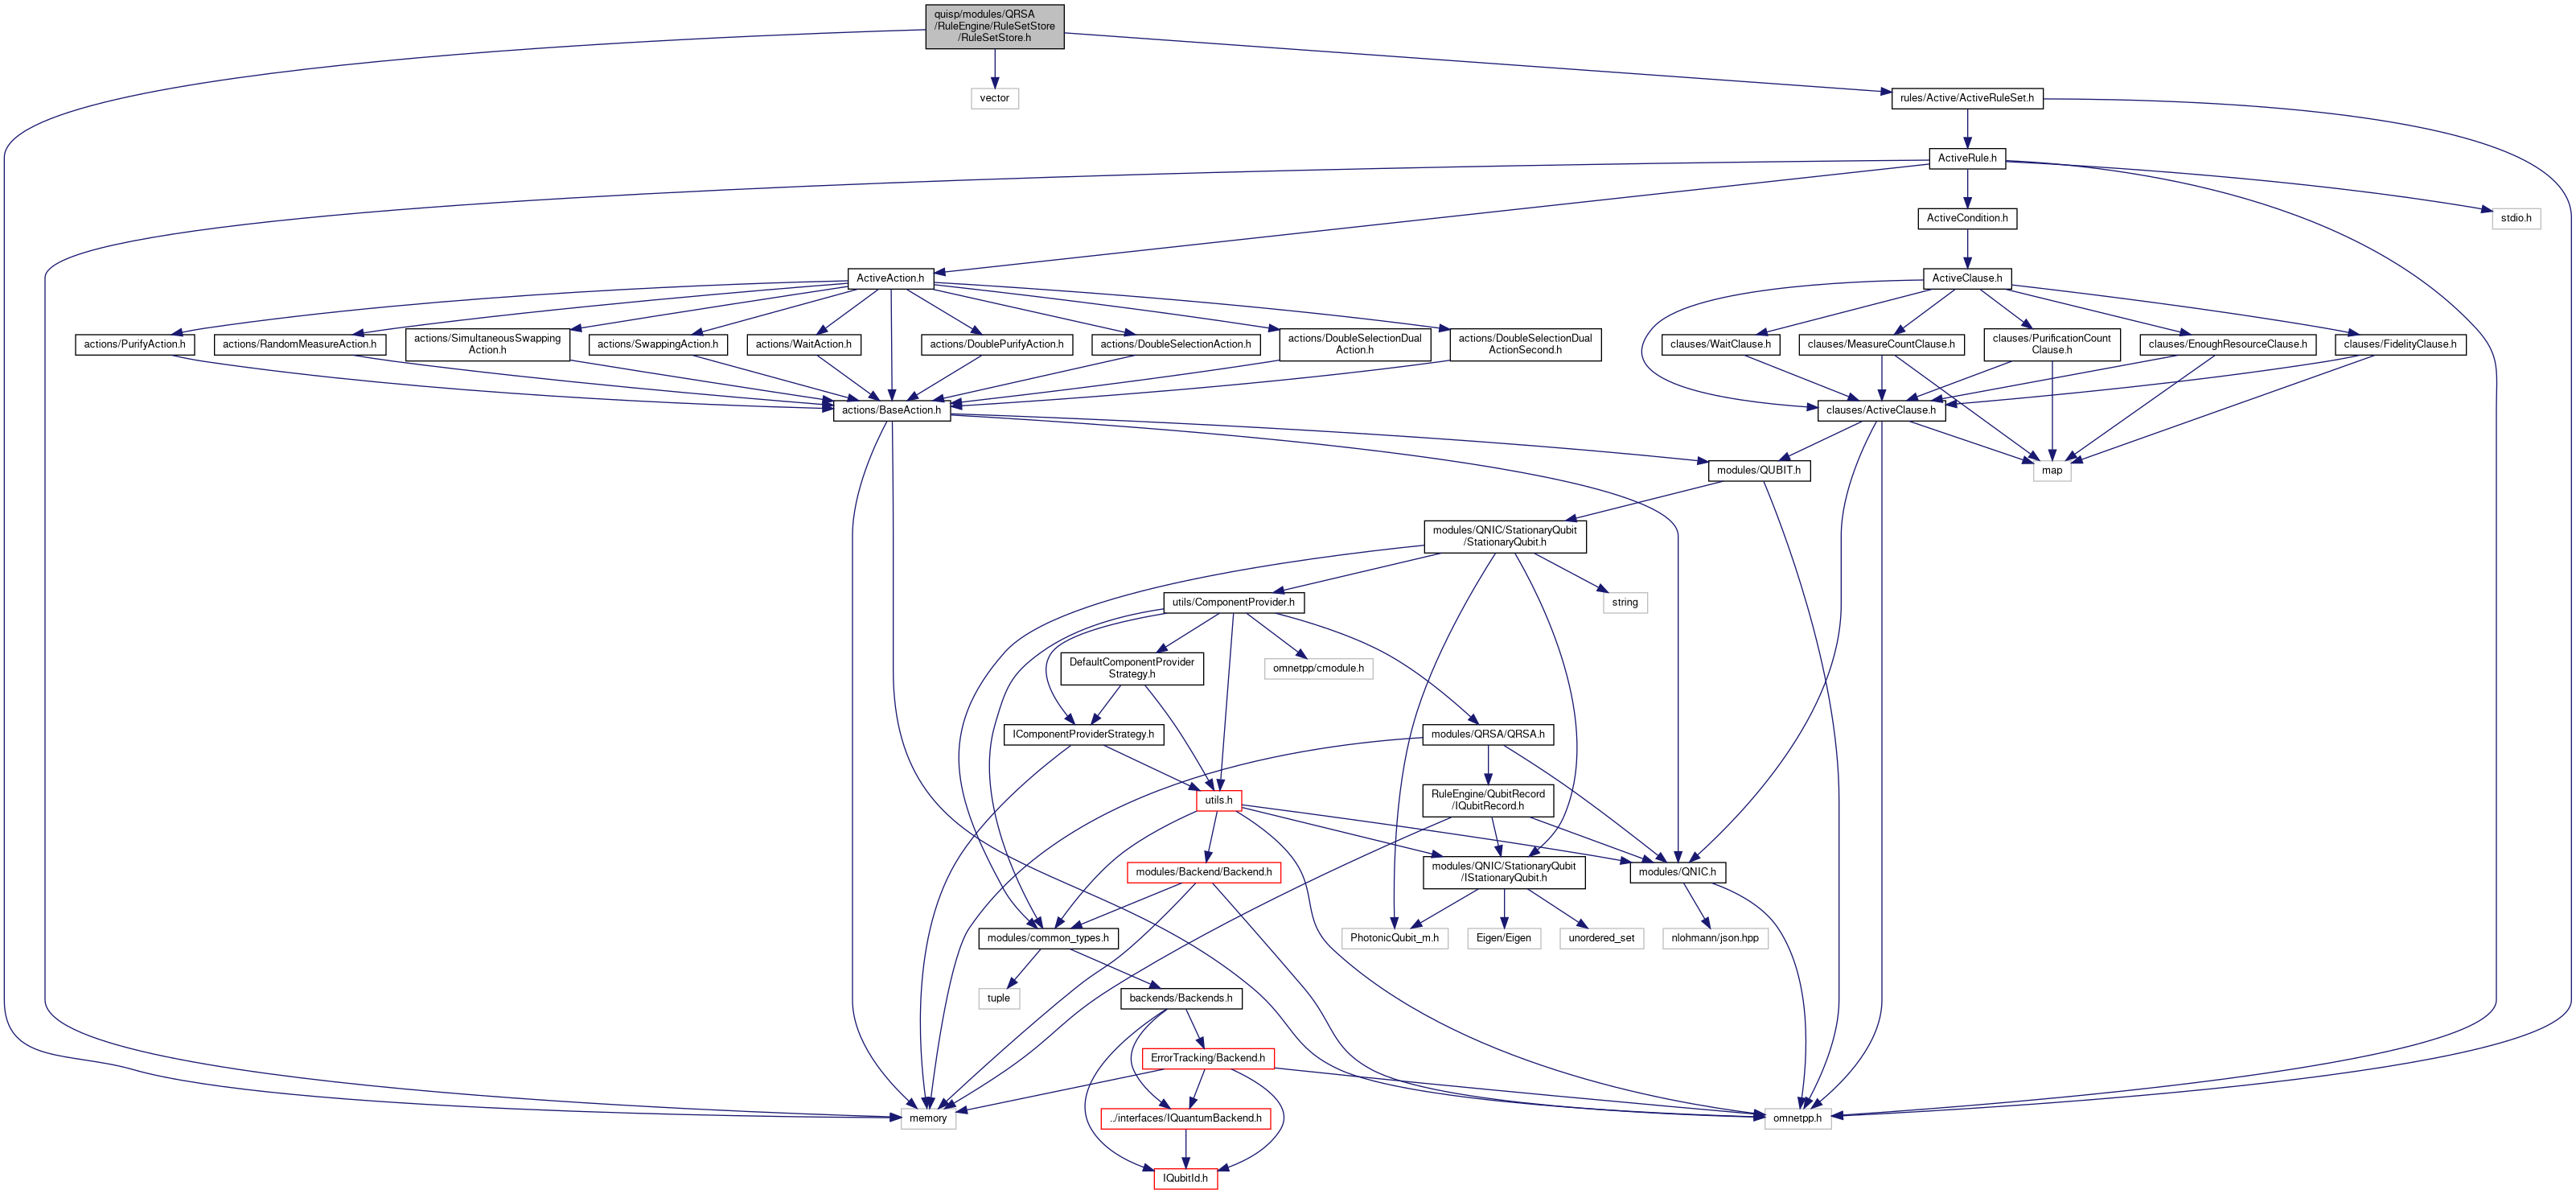 quisp/modules/QRSA
/RuleEngine/RuleSetStore
/RuleSetStore.h
vector
rules/Active/ActiveRuleSet.h
ActiveRule.h
ActiveCondition.h
stdio.h
ActiveAction.h
ActiveClause.h
actions/PurifyAction.h
actions/RandomMeasureAction.h
actions/SimultaneousSwapping
Action.h
actions/SwappingAction.h
actions/WaitAction.h
actions/DoublePurifyAction.h
actions/DoubleSelectionAction.h
actions/DoubleSelectionDual
Action.h
actions/DoubleSelectionDual
ActionSecond.h
clauses/WaitClause.h
clauses/MeasureCountClause.h
clauses/PurificationCount
Clause.h
clauses/EnoughResourceClause.h
clauses/FidelityClause.h
actions/BaseAction.h
clauses/ActiveClause.h
modules/QUBIT.h
map
modules/QNIC/StationaryQubit
/StationaryQubit.h
utils/ComponentProvider.h
string
DefaultComponentProvider
Strategy.h
omnetpp/cmodule.h
IComponentProviderStrategy.h
modules/QRSA/QRSA.h
utils.h
RuleEngine/QubitRecord
/IQubitRecord.h
modules/Backend/Backend.h
modules/QNIC/StationaryQubit
/IStationaryQubit.h
modules/QNIC.h
modules/common_types.h
PhotonicQubit_m.h
Eigen/Eigen
unordered_set
nlohmann/json.hpp
tuple
backends/Backends.h
ErrorTracking/Backend.h
memory
../interfaces/IQuantumBackend.h
omnetpp.h
IQubitId.h